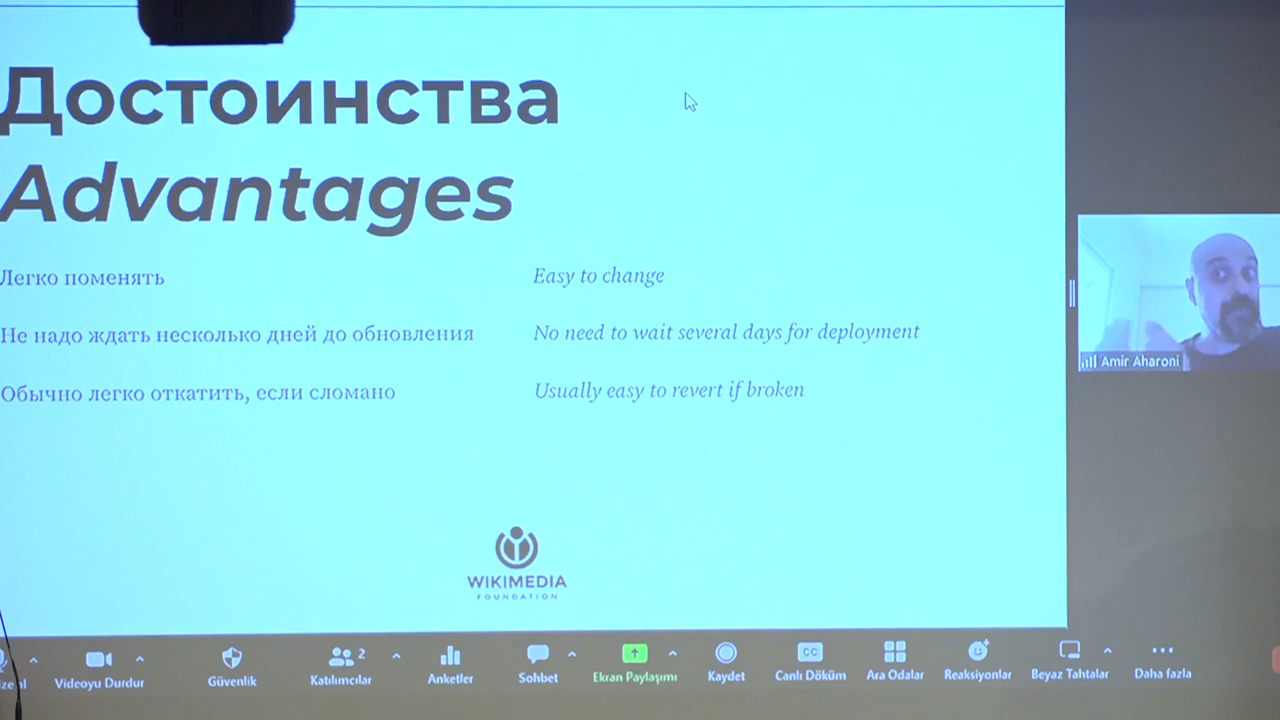 Достоинства
Advantages
Легко поменять
Easy to change
Не надо ждать несколько дней до обновления
No need to wait several days for deployment
Обычно легко откатить, если сломано
Usually easy to revert if broken
Amir Aharoni
WIKIMEDIA
FOUNDATION
Videoyu Durdur
Güvenlik
2
Katılımcılar
Anketler
Sohbet
Ekran Paylaşımı
Kaydet
CC
Canlı Döküm
Ara Odalar
Reaksiyonlar
Beyaz Tahtalar
Daha fazla